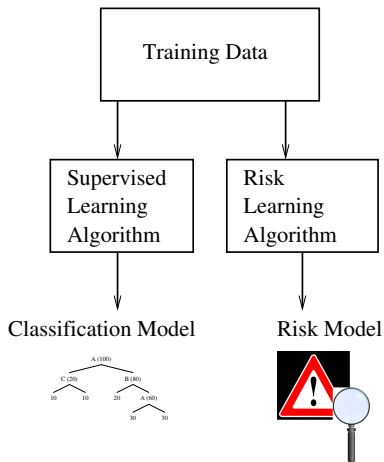 Training Data
Supervised
Learning
Algorithm
Risk
Learning
Algorithm
Classification Model
Risk Model
A (100)
C (20)
B (80)
10
10
20
A (60)
30
30
!